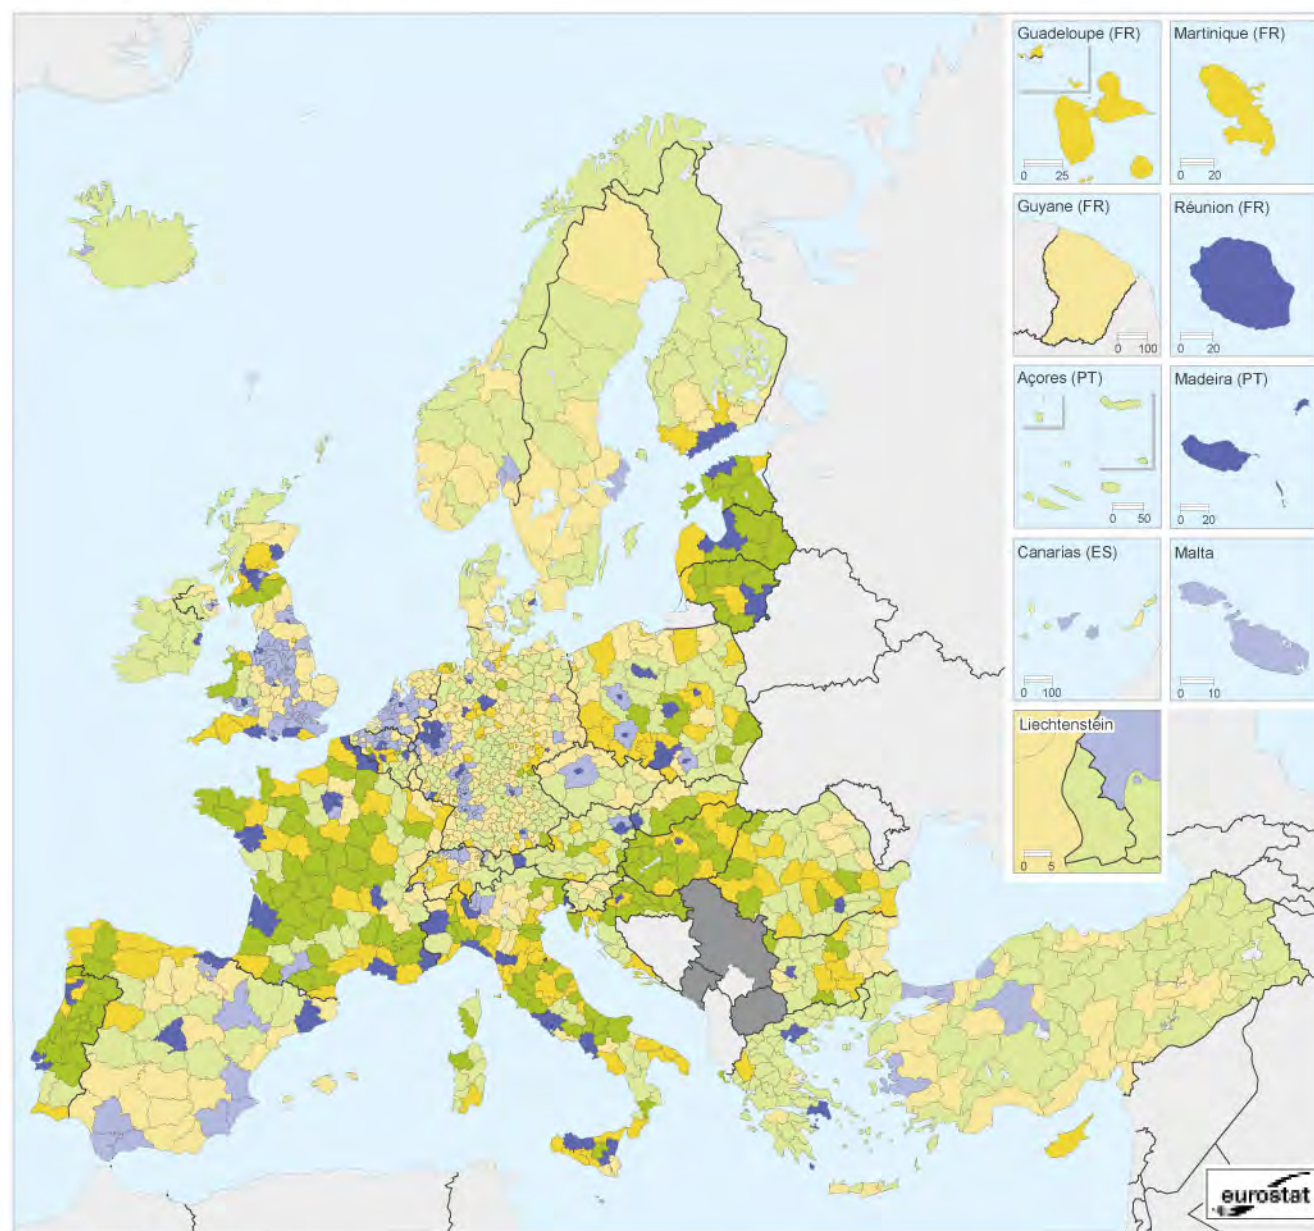 Guadeloupe (FR)
0 25
Martinique (FR)
0 20
Guyane (FR)
0 100
Réunion (FR)
0 20
Açores (PT)
0 50
Madeira (PT)
0 20
Canarias (ES)
0 100
Malta
0 10
Liechtenstein
0 5
eurostat